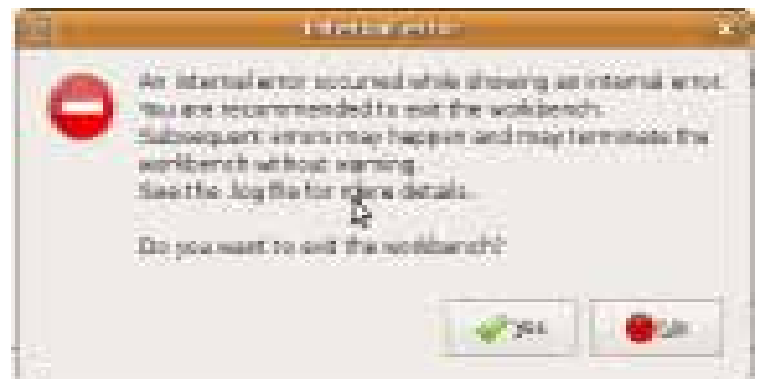 An internal error occurred while showing an internal error.
You are recommended to exit the workbench.
Subsequent errors may happen and may terminate the
workbench without warning.
See the .log file for more details.
Do you want to exit the workbench?
Yes
No